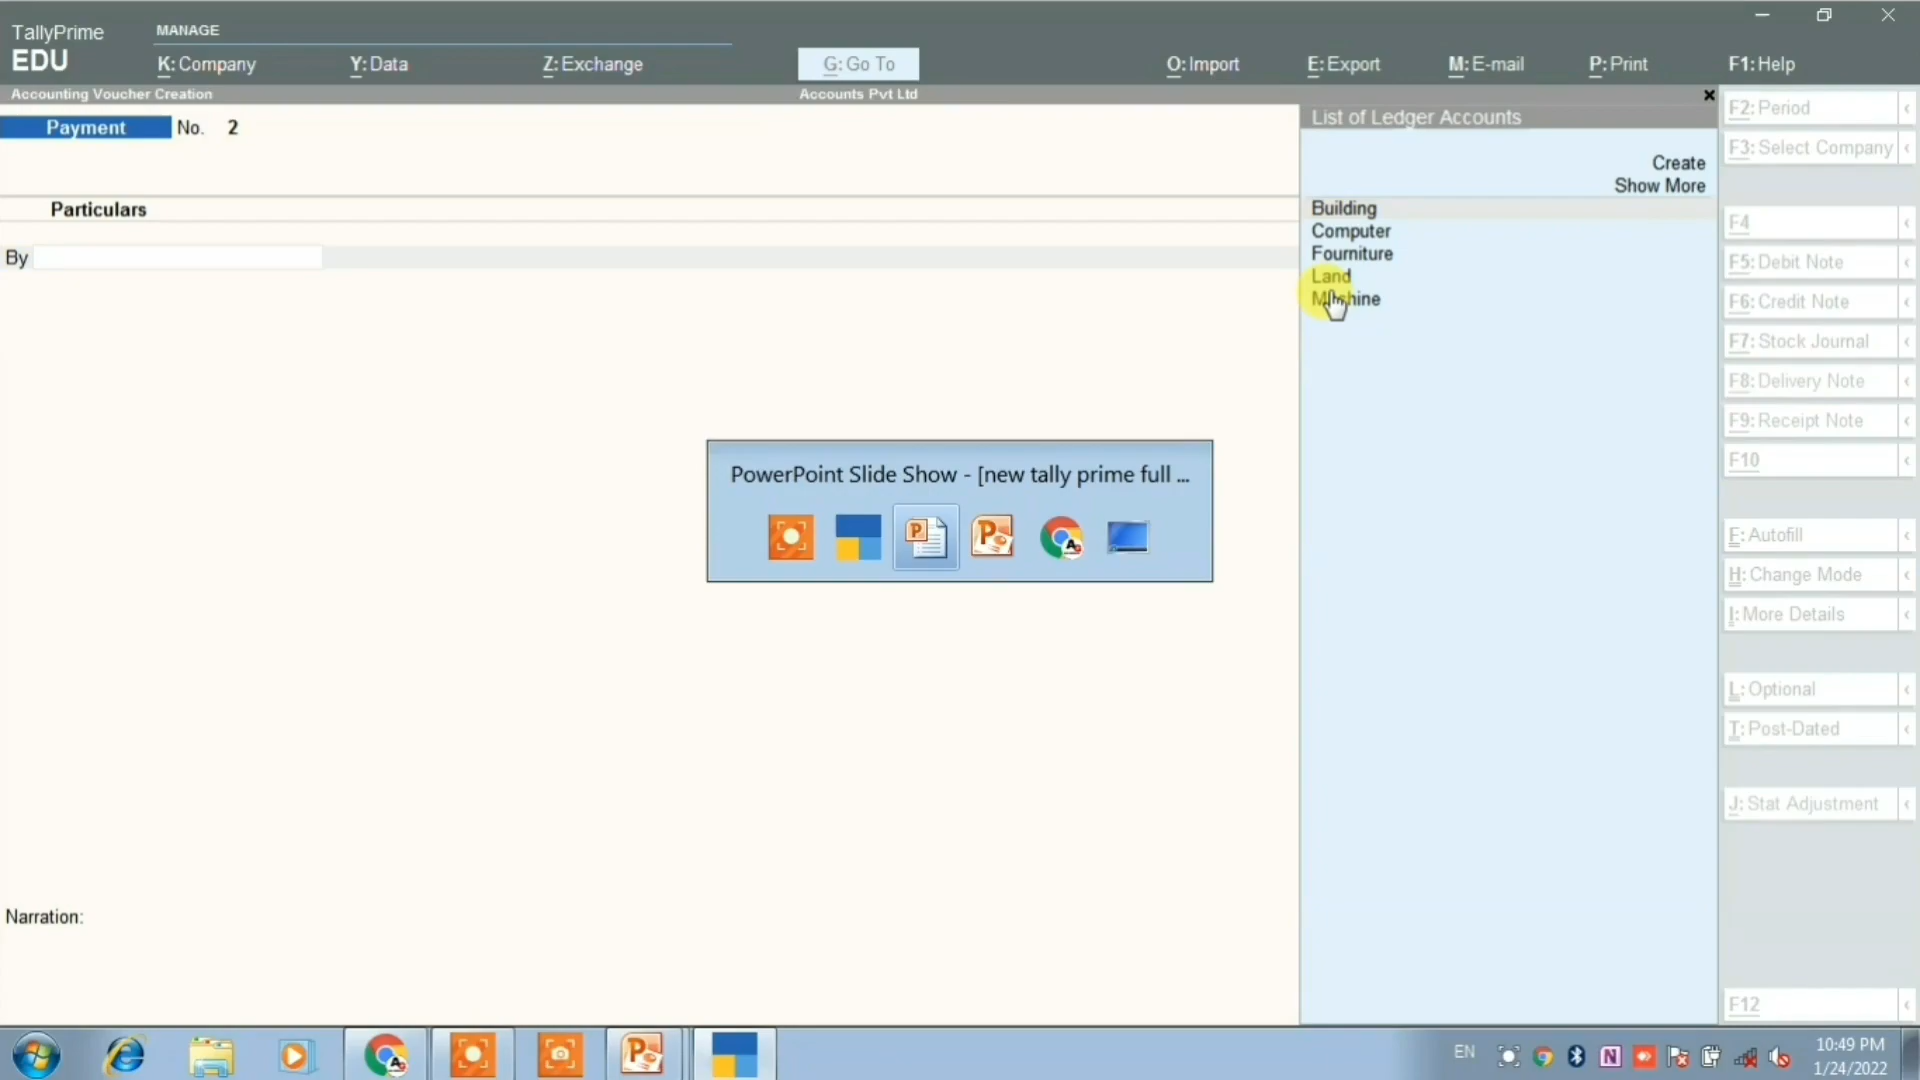 TallyPrime
EDU
MANAGE
K: Company
Y: Data
Z: Exchange
G: Go To
O: Import
E: Export
M: E-mail
P: Print
F1: Help
Accounting Voucher Creation
Accounts Pvt Ltd
Payment No. 2
Particulars
By
List of Ledger Accounts
Create
Show More
Building
Computer
Fourniture
Land
Machine
PowerPoint Slide Show - [new tally prime full ...
Narration:
F2: Period
F3: Select Company
F4
F5: Debit Note
F6: Credit Note
F7: Stock Journal
F8: Delivery Note
F9: Receipt Note
F10
F: Autofill
H: Change Mode
I: More Details
L: Optional
T: Post-Dated
J: Stat Adjustment
F12
EN
10:49 PM
1/24/2022